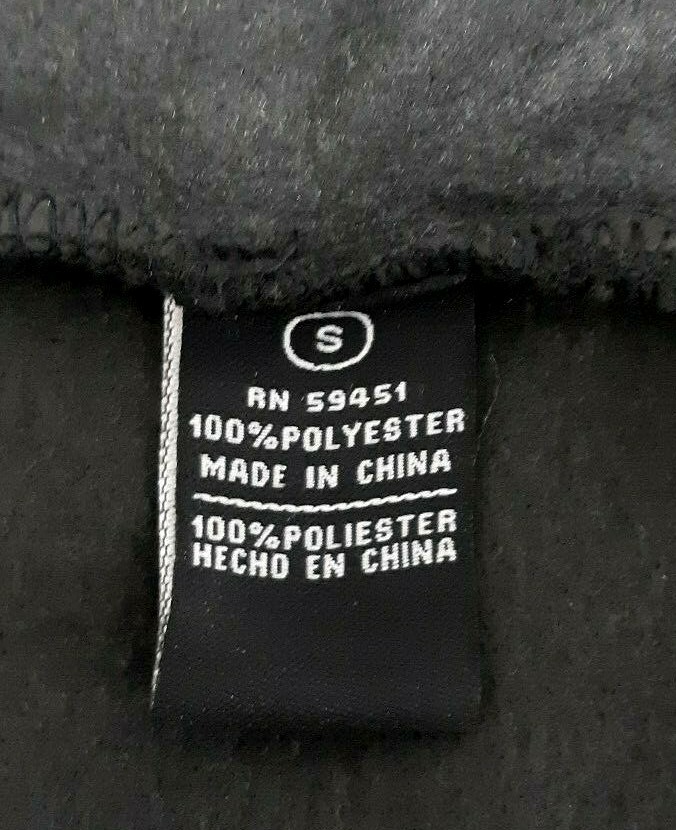 S
RN 59451
100%POLYESTER
MADE IN CHINA
100%POLIESTER
HECHO EN CHINA